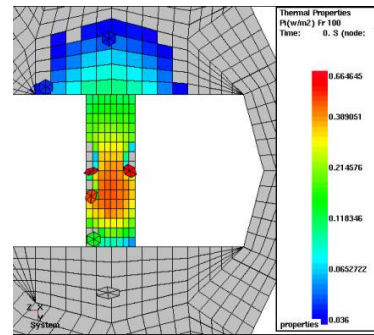 Thermal Properties
Pi(w/m2) Fr 100
Time: 0. S (node:
0.664645
0.389051
0.214576
0.118346
0.0652722
0.036
properties
Z X
Y
System